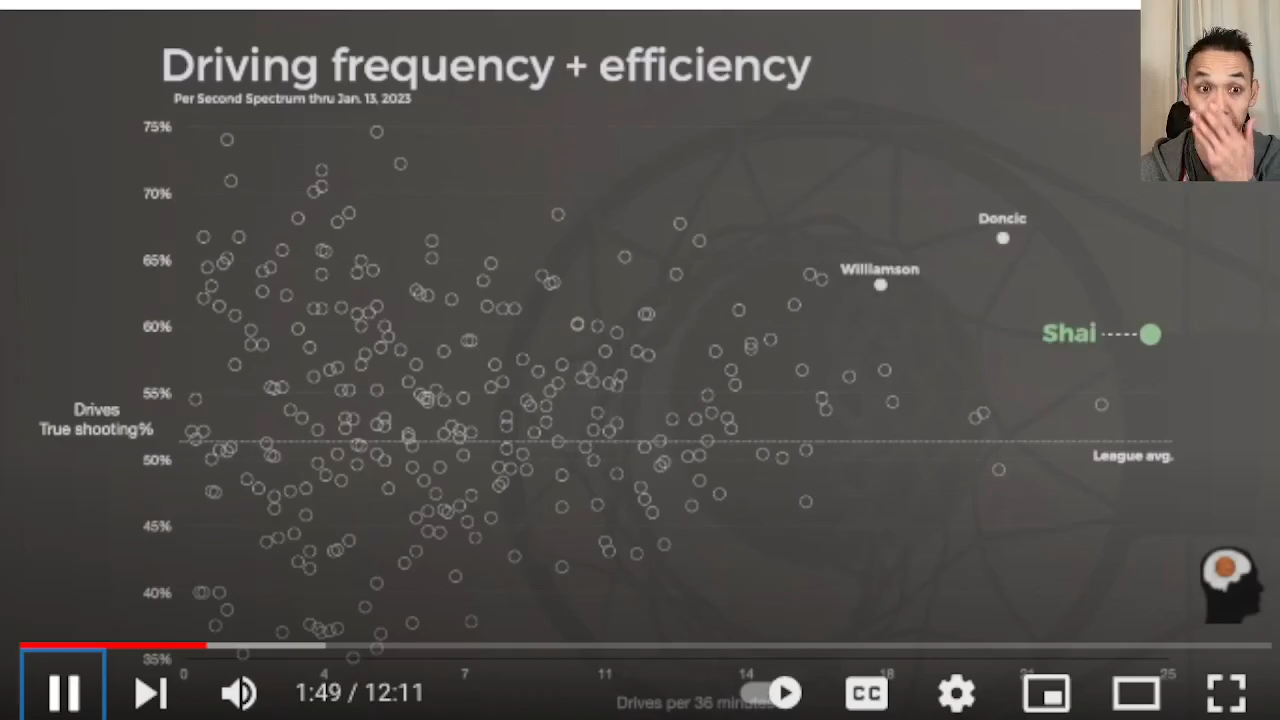 Driving frequency + efficiency
Per Second Spectrum thru Jan. 13, 2023
75%
70%
Doncic
65%
Williamson
60%
Shai
55%
Drives
True shooting%
50%
League avg.
45%
40%
35%
0
4
7
11
14
18
25
1:49 / 12:11
CC
Drives per 36 minutes